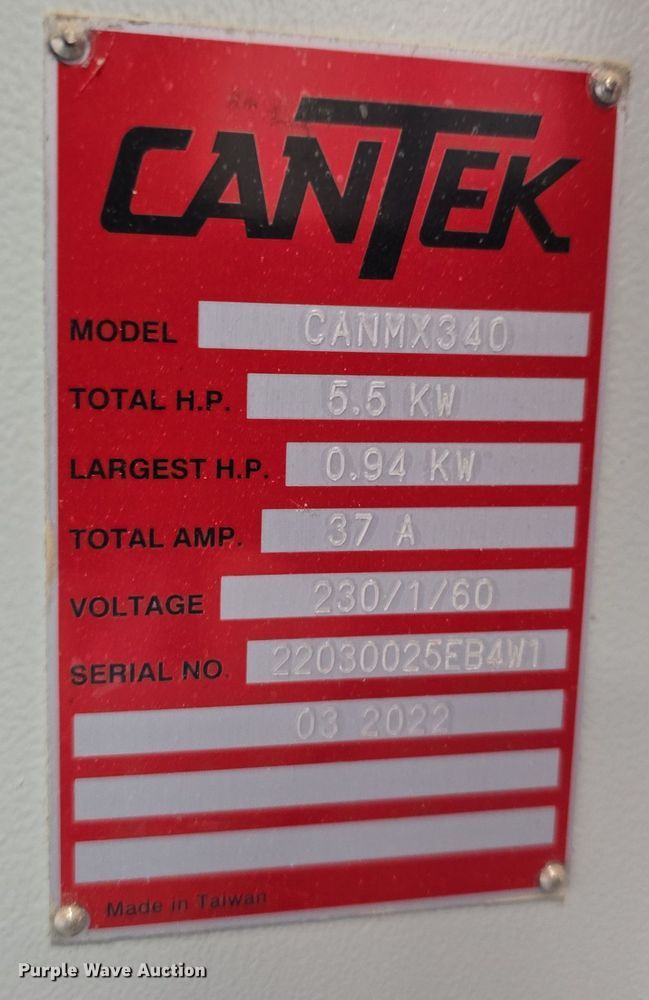 CANTEK
MODEL CANMX340
TOTAL H.P. 5.5 KW
LARGEST H.P. 0.94 KW
TOTAL AMP. 37 A
VOLTAGE 230/1/60
SERIAL NO. 22030025EB4W1
03 2022
Made in Taiwan
Purple Wave Auction